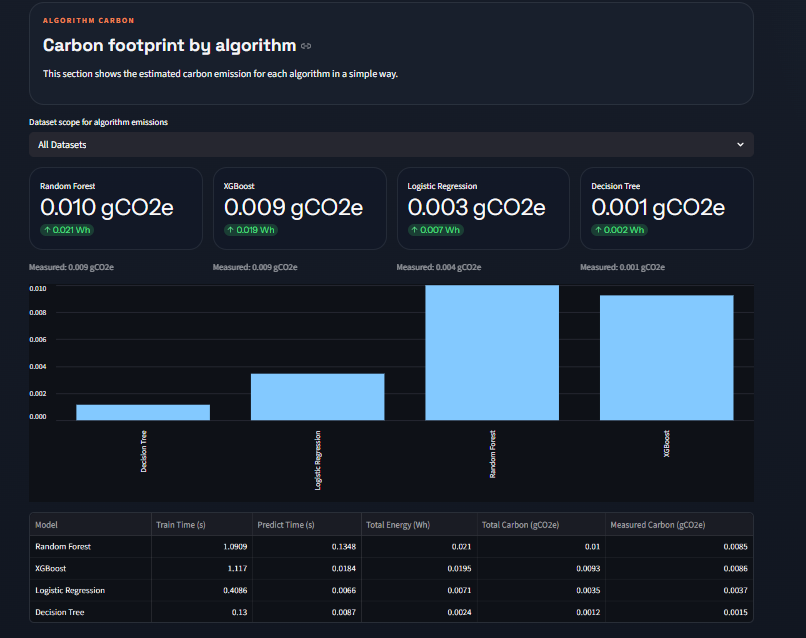 ALGORITHM CARBON
Carbon footprint by algorithm
This section shows the estimated carbon emission for each algorithm in a simple way.
Dataset scope for algorithm emissions
All Datasets
Random Forest XGBoost Logistic Regression Decision Tree
0.010 gCO2e 0.009 gCO2e 0.003 gCO2e 0.001 gCO2e
↑ 0.021 Wh ↑ 0.019 Wh ↑ 0.007 Wh ↑ 0.002 Wh
Measured: 0.009 gCO2e Measured: 0.009 gCO2e Measured: 0.004 gCO2e Measured: 0.001 gCO2e
0.010
0.008
0.006
0.004
0.002
0.000
Decision Tree
Logistic Regression
Random Forest
XGBoost
Model Train Time (s) Predict Time (s) Total Energy (Wh) Total Carbon (gCO2e) Measured Carbon (gCO2e)
Random Forest 1.0909 0.1348 0.021 0.01 0.0085
XGBoost 1.117 0.0184 0.0195 0.0093 0.0086
Logistic Regression 0.4086 0.0066 0.0071 0.0035 0.0037
Decision Tree 0.13 0.0087 0.0024 0.0012 0.0015